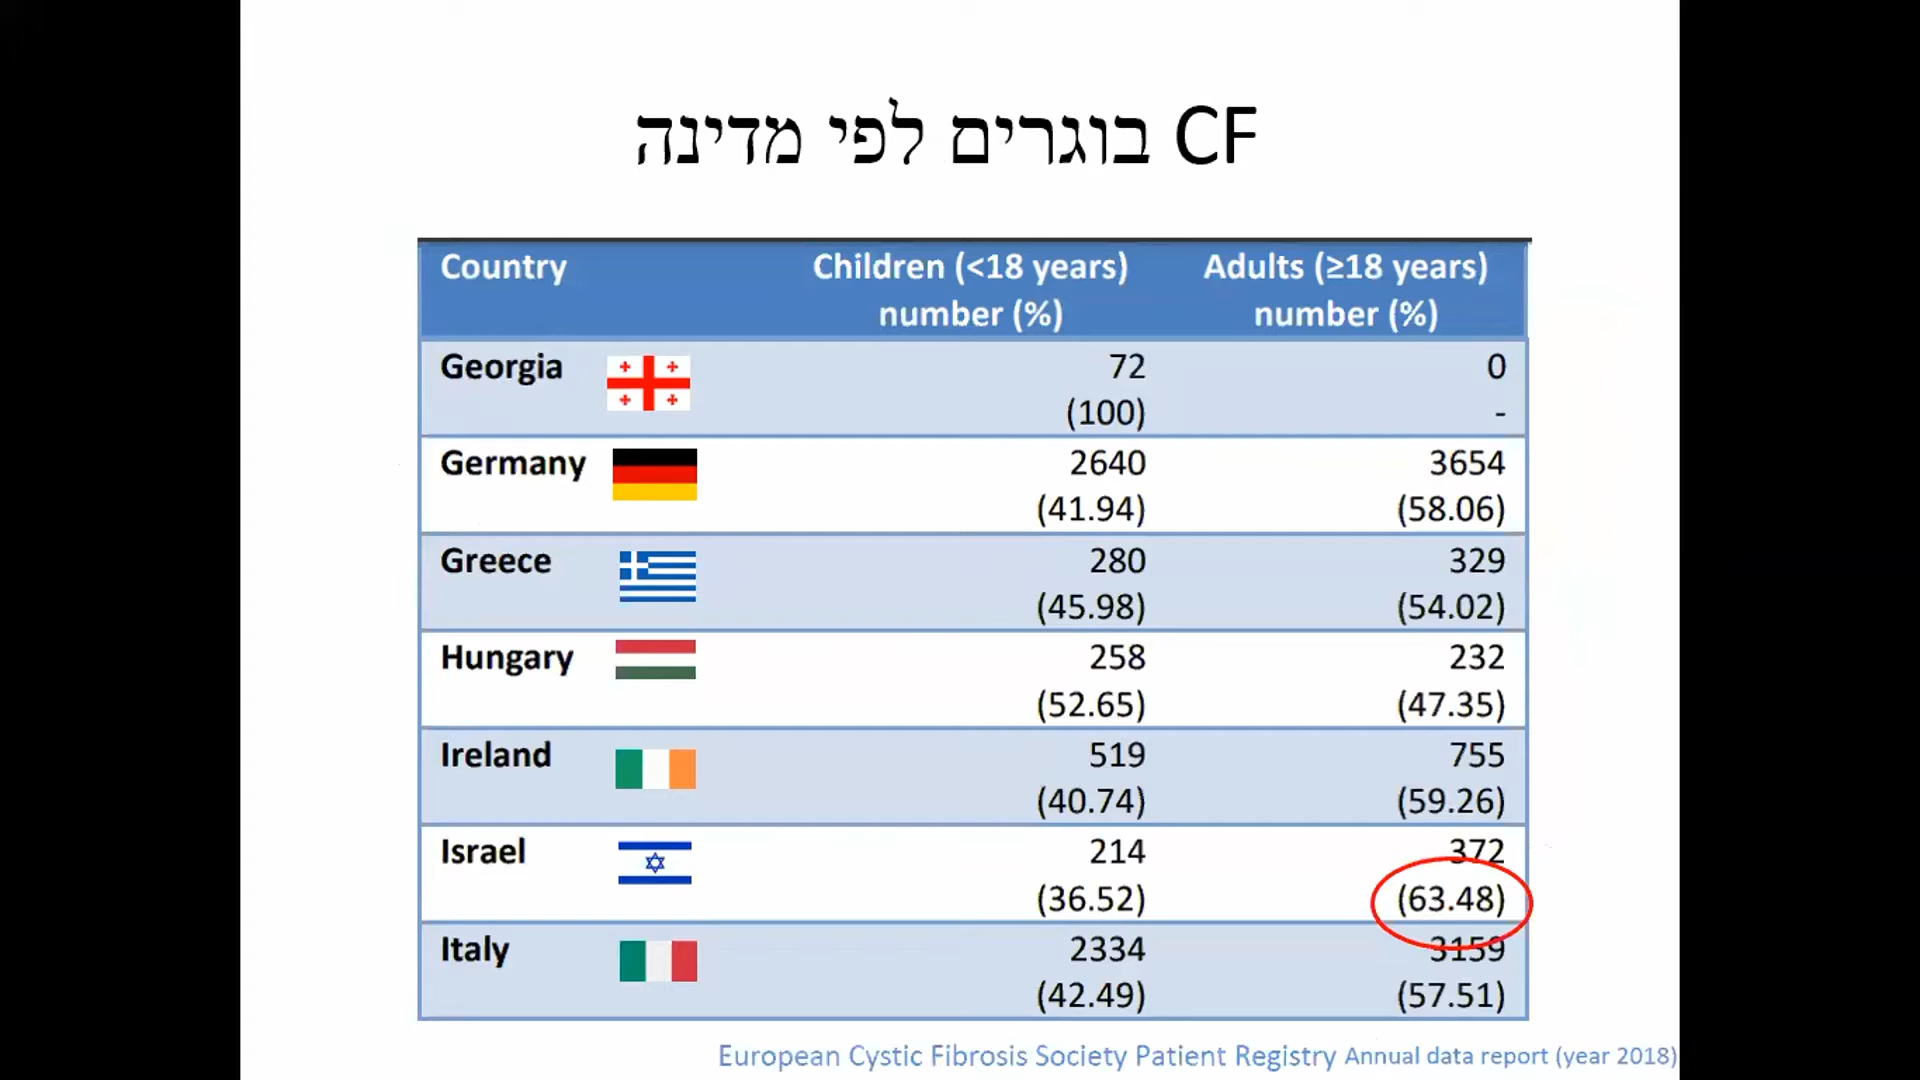 CF בוגרים לפי מדינה
Country Children (<18 years) Adults (≥18 years)
number (%) number (%)
Georgia 72 0
(100) -
Germany 2640 3654
(41.94) (58.06)
Greece 280 329
(45.98) (54.02)
Hungary 258 232
(52.65) (47.35)
Ireland 519 755
(40.74) (59.26)
Israel 214 372
(36.52) (63.48)
Italy 2334 3159
(42.49) (57.51)
European Cystic Fibrosis Society Patient Registry Annual data report (year 2018)